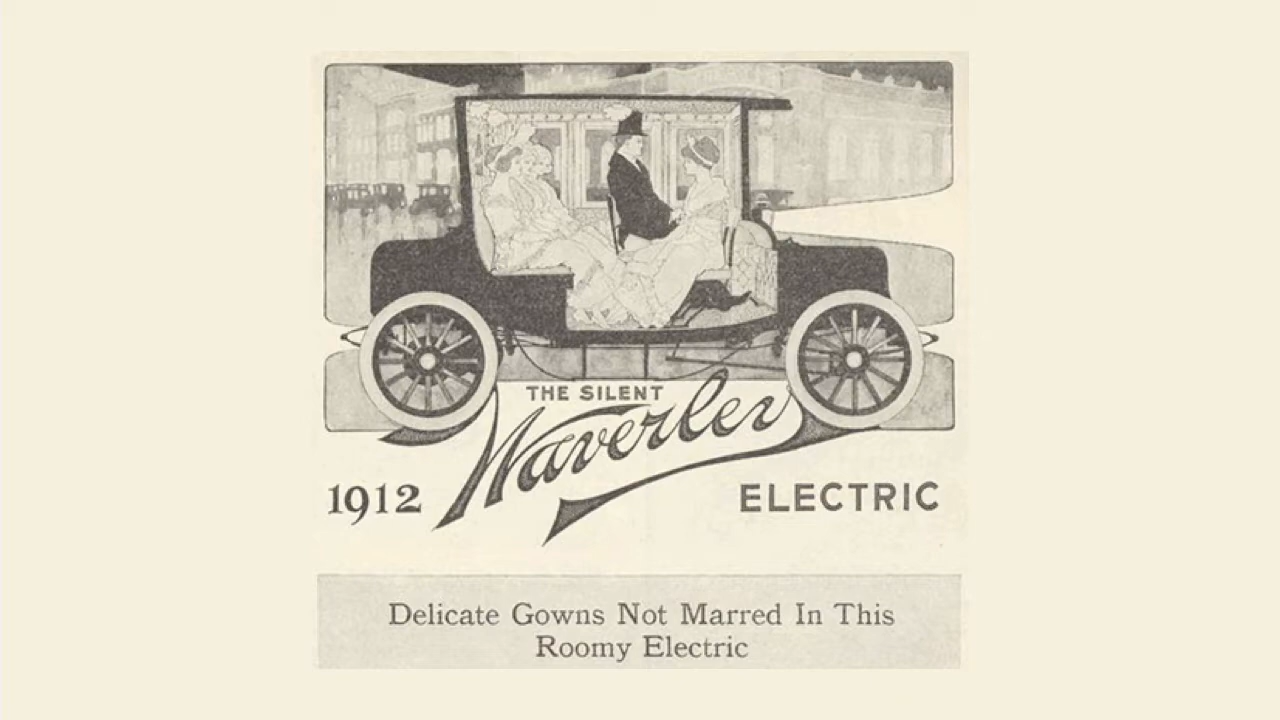 THE SILENT
Waverley
1912 ELECTRIC
Delicate Gowns Not Marred In This
Roomy Electric